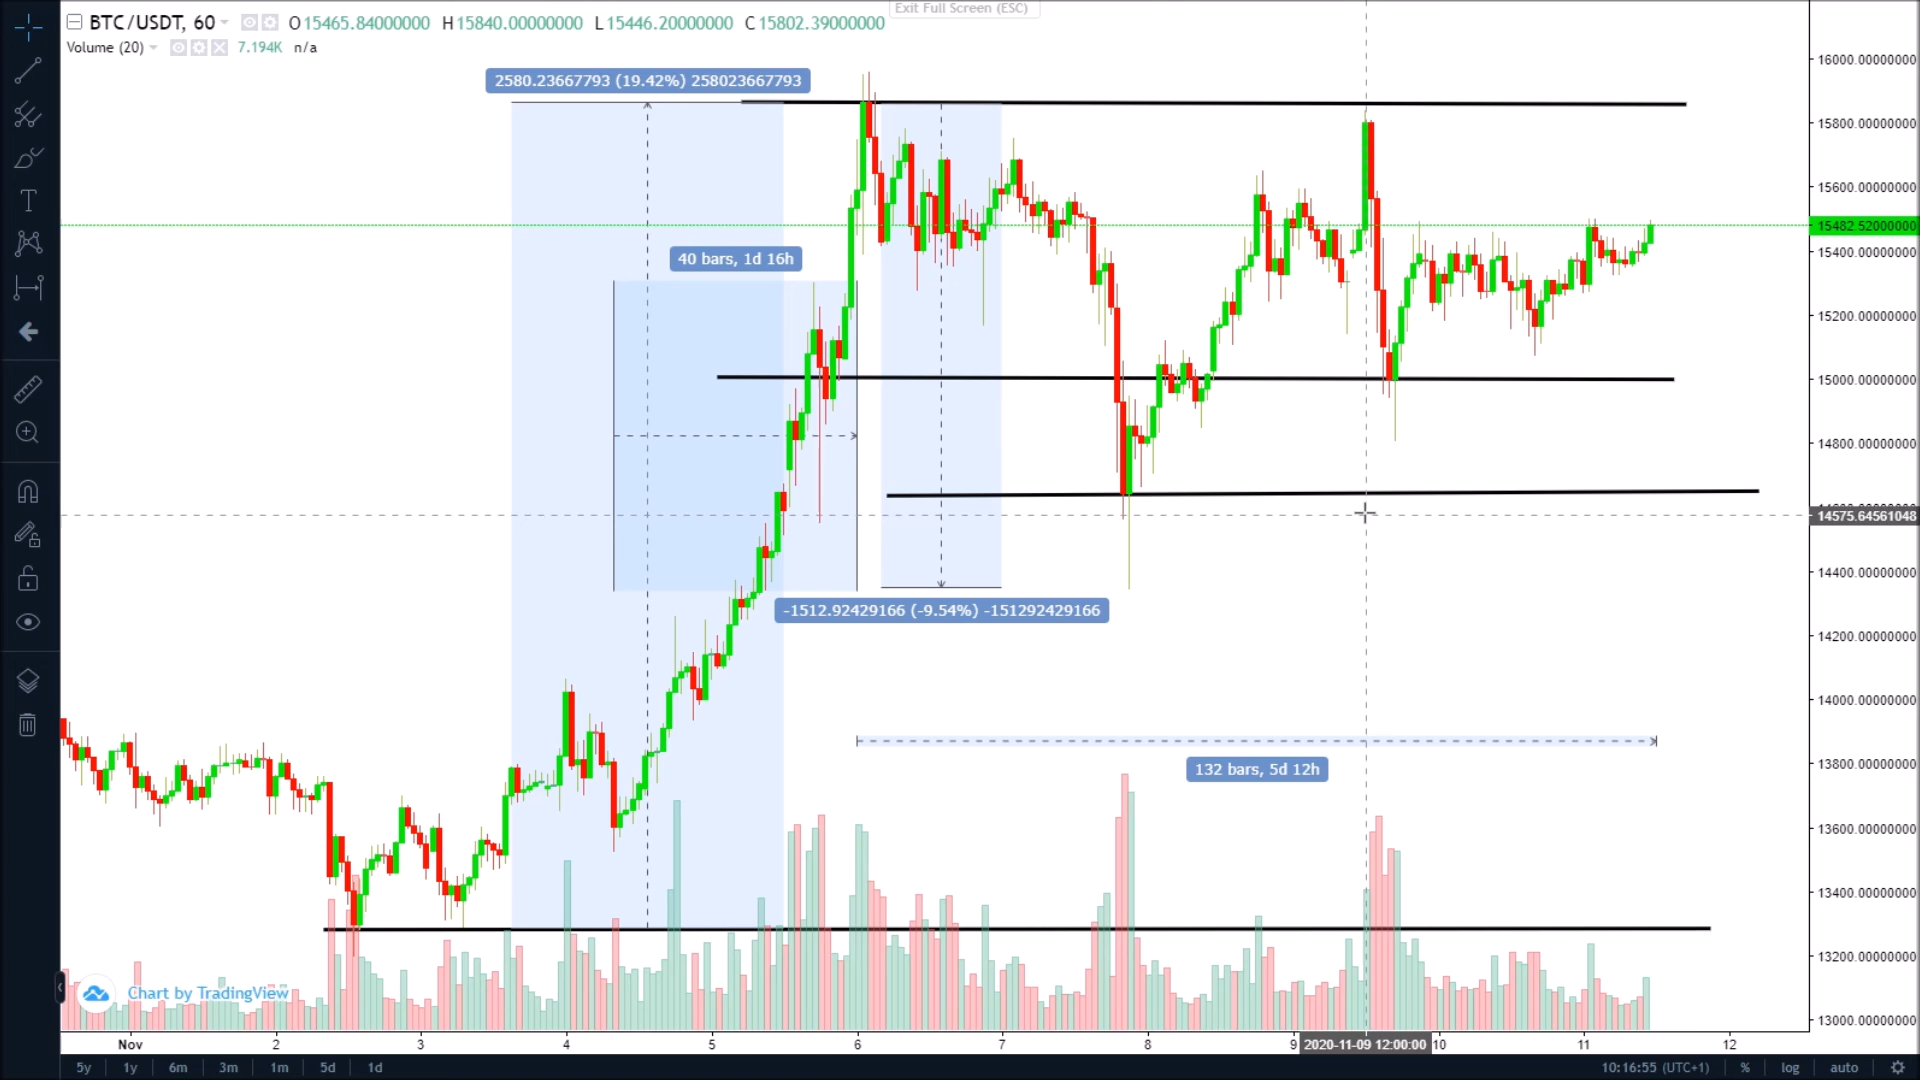 Exit Full Screen (ESC)
BTC/USDT, 60 O15465.84000000 H15840.00000000 L15446.20000000 C15802.39000000
Volume (20) 7.194K n/a
16000.00000000
2580.23667793 (19.42%) 258023667793
15800.00000000
15600.00000000
15482.52000000
40 bars, 1d 16h
15400.00000000
15200.00000000
15000.00000000
14800.00000000
14575.64561048
14400.00000000
-1512.92429166 (-9.54%) -151292429166
14200.00000000
14000.00000000
13800.00000000
132 bars, 5d 12h
13600.00000000
13400.00000000
13200.00000000
Chart by TradingView
13000.00000000
Nov 2 3 4 5 6 7 8 9 2020-11-09 12:00:00 10 11 12
5y 1y 6m 3m 1m 5d 1d 10:16:55 (UTC+1) % log auto